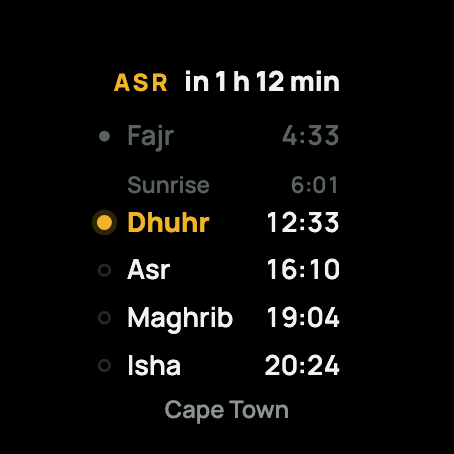 ASR in 1 h 12 min
Fajr 4:33
Sunrise 6:01
Dhuhr 12:33
Asr 16:10
Maghrib 19:04
Isha 20:24
Cape Town